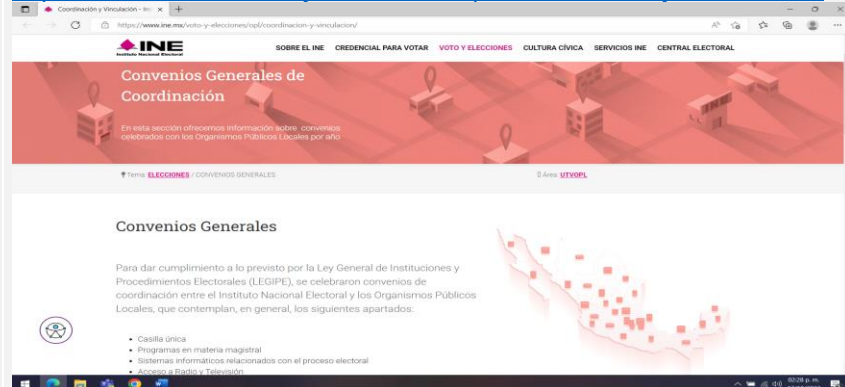 Coordinación y Vinculación - Ins
https://www.ine.mx/voto-y-elecciones/opl/coordinacion-y-vinculacion/
INE
Instituto Nacional Electoral
SOBRE EL INE CREDENCIAL PARA VOTAR VOTO Y ELECCIONES CULTURA CÍVICA SERVICIOS INE CENTRAL ELECTORAL
Convenios Generales de
Coordinación
En esta sección ofrecemos información sobre convenios
celebrados con los Organismos Públicos Locales por año
Tema: ELECCIONES / CONVENIOS GENERALES
Área: UTVOPL
Convenios Generales
Para dar cumplimiento a lo previsto por la Ley General de Instituciones y
Procedimientos Electorales (LEGIPE), se celebraron convenios de
coordinación entre el Instituto Nacional Electoral y los Organismos Públicos
Locales, que contemplan, en general, los siguientes apartados:
• Casilla única
• Programas en materia magistral
• Sistemas informáticos relacionados con el proceso electoral
• Acceso a Radio y Televisión
02:28 p. m.